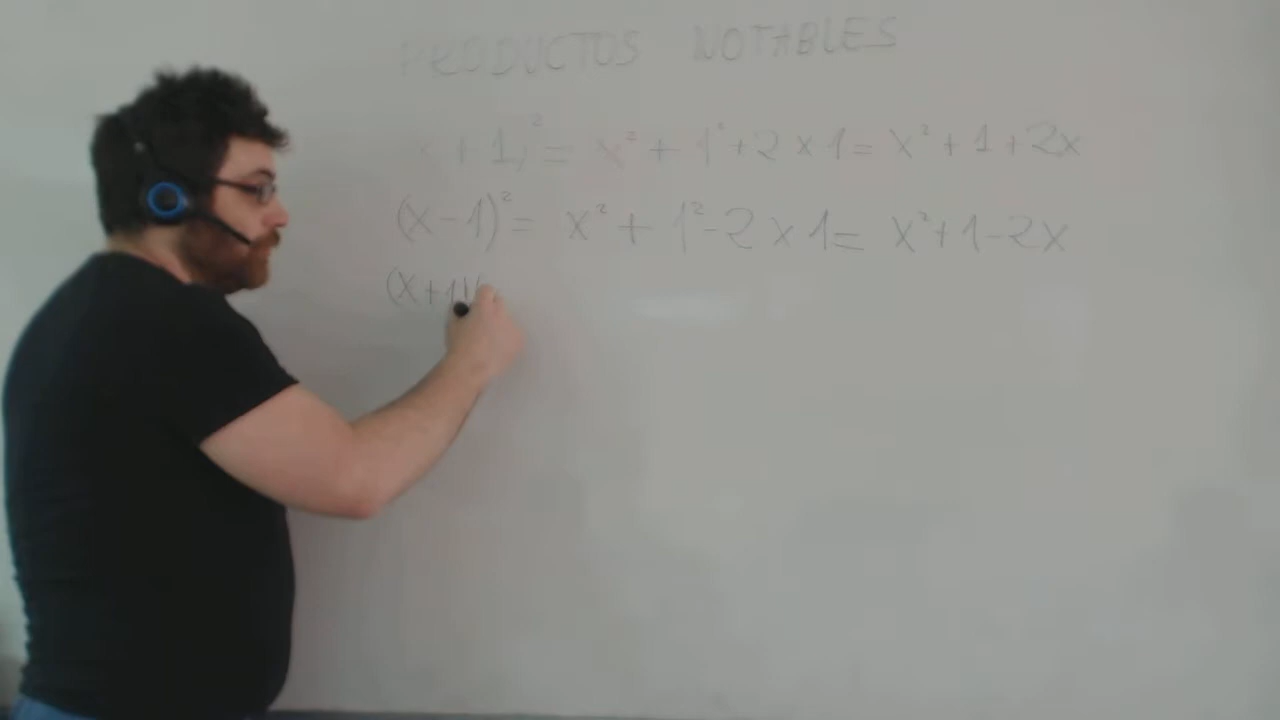 PRODUCTOS NOTABLES
x + 1)² = x² + 1² + 2 x 1 = x² + 1 + 2x
(x - 1)² = x² + 1² - 2 x 1 = x² + 1 - 2x
(x + 1)(